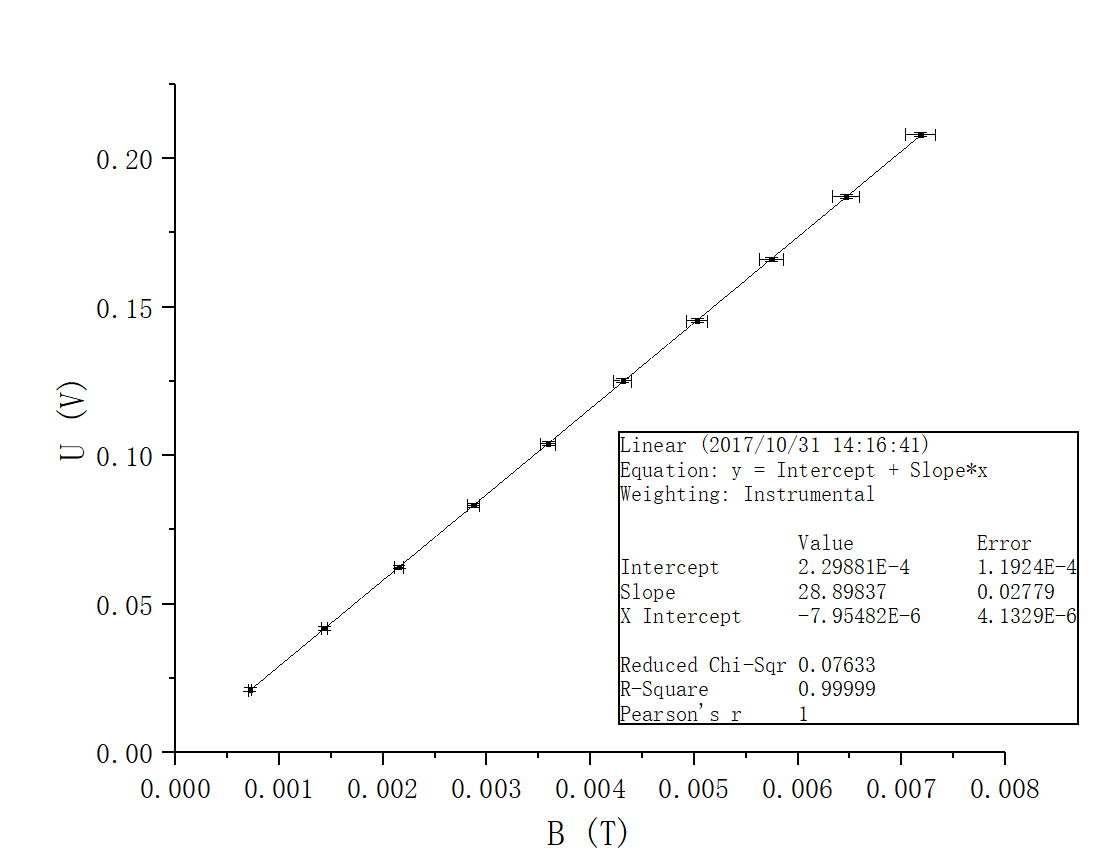 0.20
0.15
0.10
0.05
0.00
U (V)
Linear (2017/10/31 14:16:41)
Equation: y = Intercept + Slope*x
Weighting: Instrumental
Value Error
Intercept 2.29881E-4 1.1924E-4
Slope 28.89837 0.02779
X Intercept -7.95482E-6 4.1329E-6
Reduced Chi-Sqr 0.07633
R-Square 0.99999
Pearson's r 1
0.000 0.001 0.002 0.003 0.004 0.005 0.006 0.007 0.008
B (T)